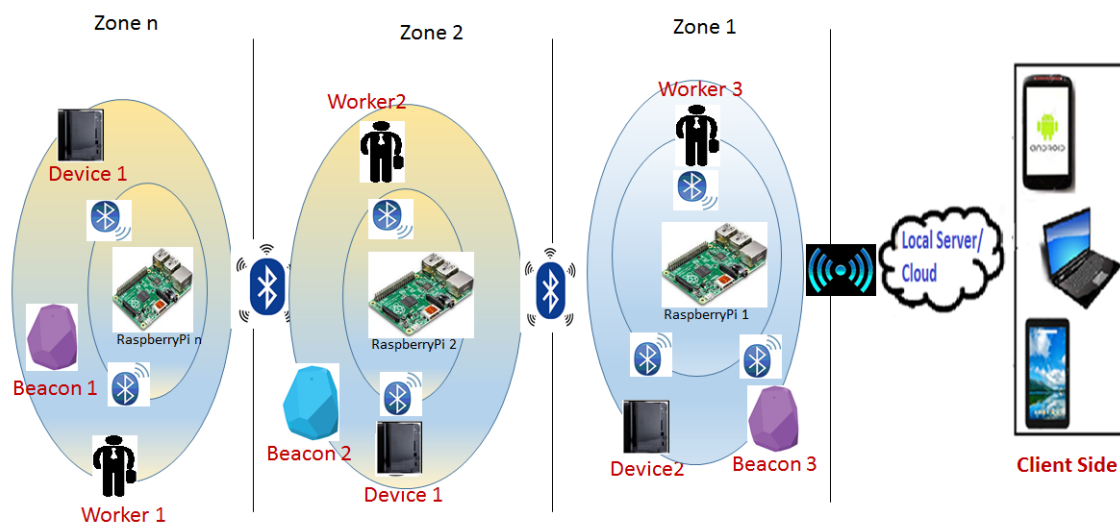 Zone n
Zone 2
Zone 1
Device 1
RaspberryPi n
Beacon 1
Worker 1
Worker2
RaspberryPi 2
Beacon 2
Device 1
Worker 3
RaspberryPi 1
Device2
Beacon 3
Local Server/
Cloud
ANDROID
Client Side